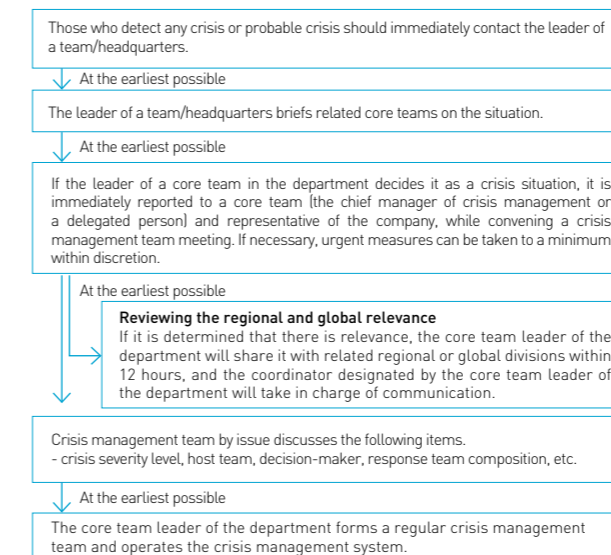 Those who detect any crisis or probable crisis should immediately contact the leader of
a team/headquarters.
At the earliest possible
The leader of a team/headquarters briefs related core teams on the situation.
At the earliest possible
If the leader of a core team in the department decides it as a crisis situation, it is
immediately reported to a core team (the chief manager of crisis management or
a delegated person) and representative of the company, while convening a crisis
management team meeting. If necessary, urgent measures can be taken to a minimum
within discretion.
At the earliest possible
Reviewing the regional and global relevance
If it is determined that there is relevance, the core team leader of the
department will share it with related regional or global divisions within
12 hours, and the coordinator designated by the core team leader of
the department will take in charge of communication.
Crisis management team by issue discusses the following items.
- crisis severity level, host team, decision-maker, response team composition, etc.
At the earliest possible
The core team leader of the department forms a regular crisis management
team and operates the crisis management system.